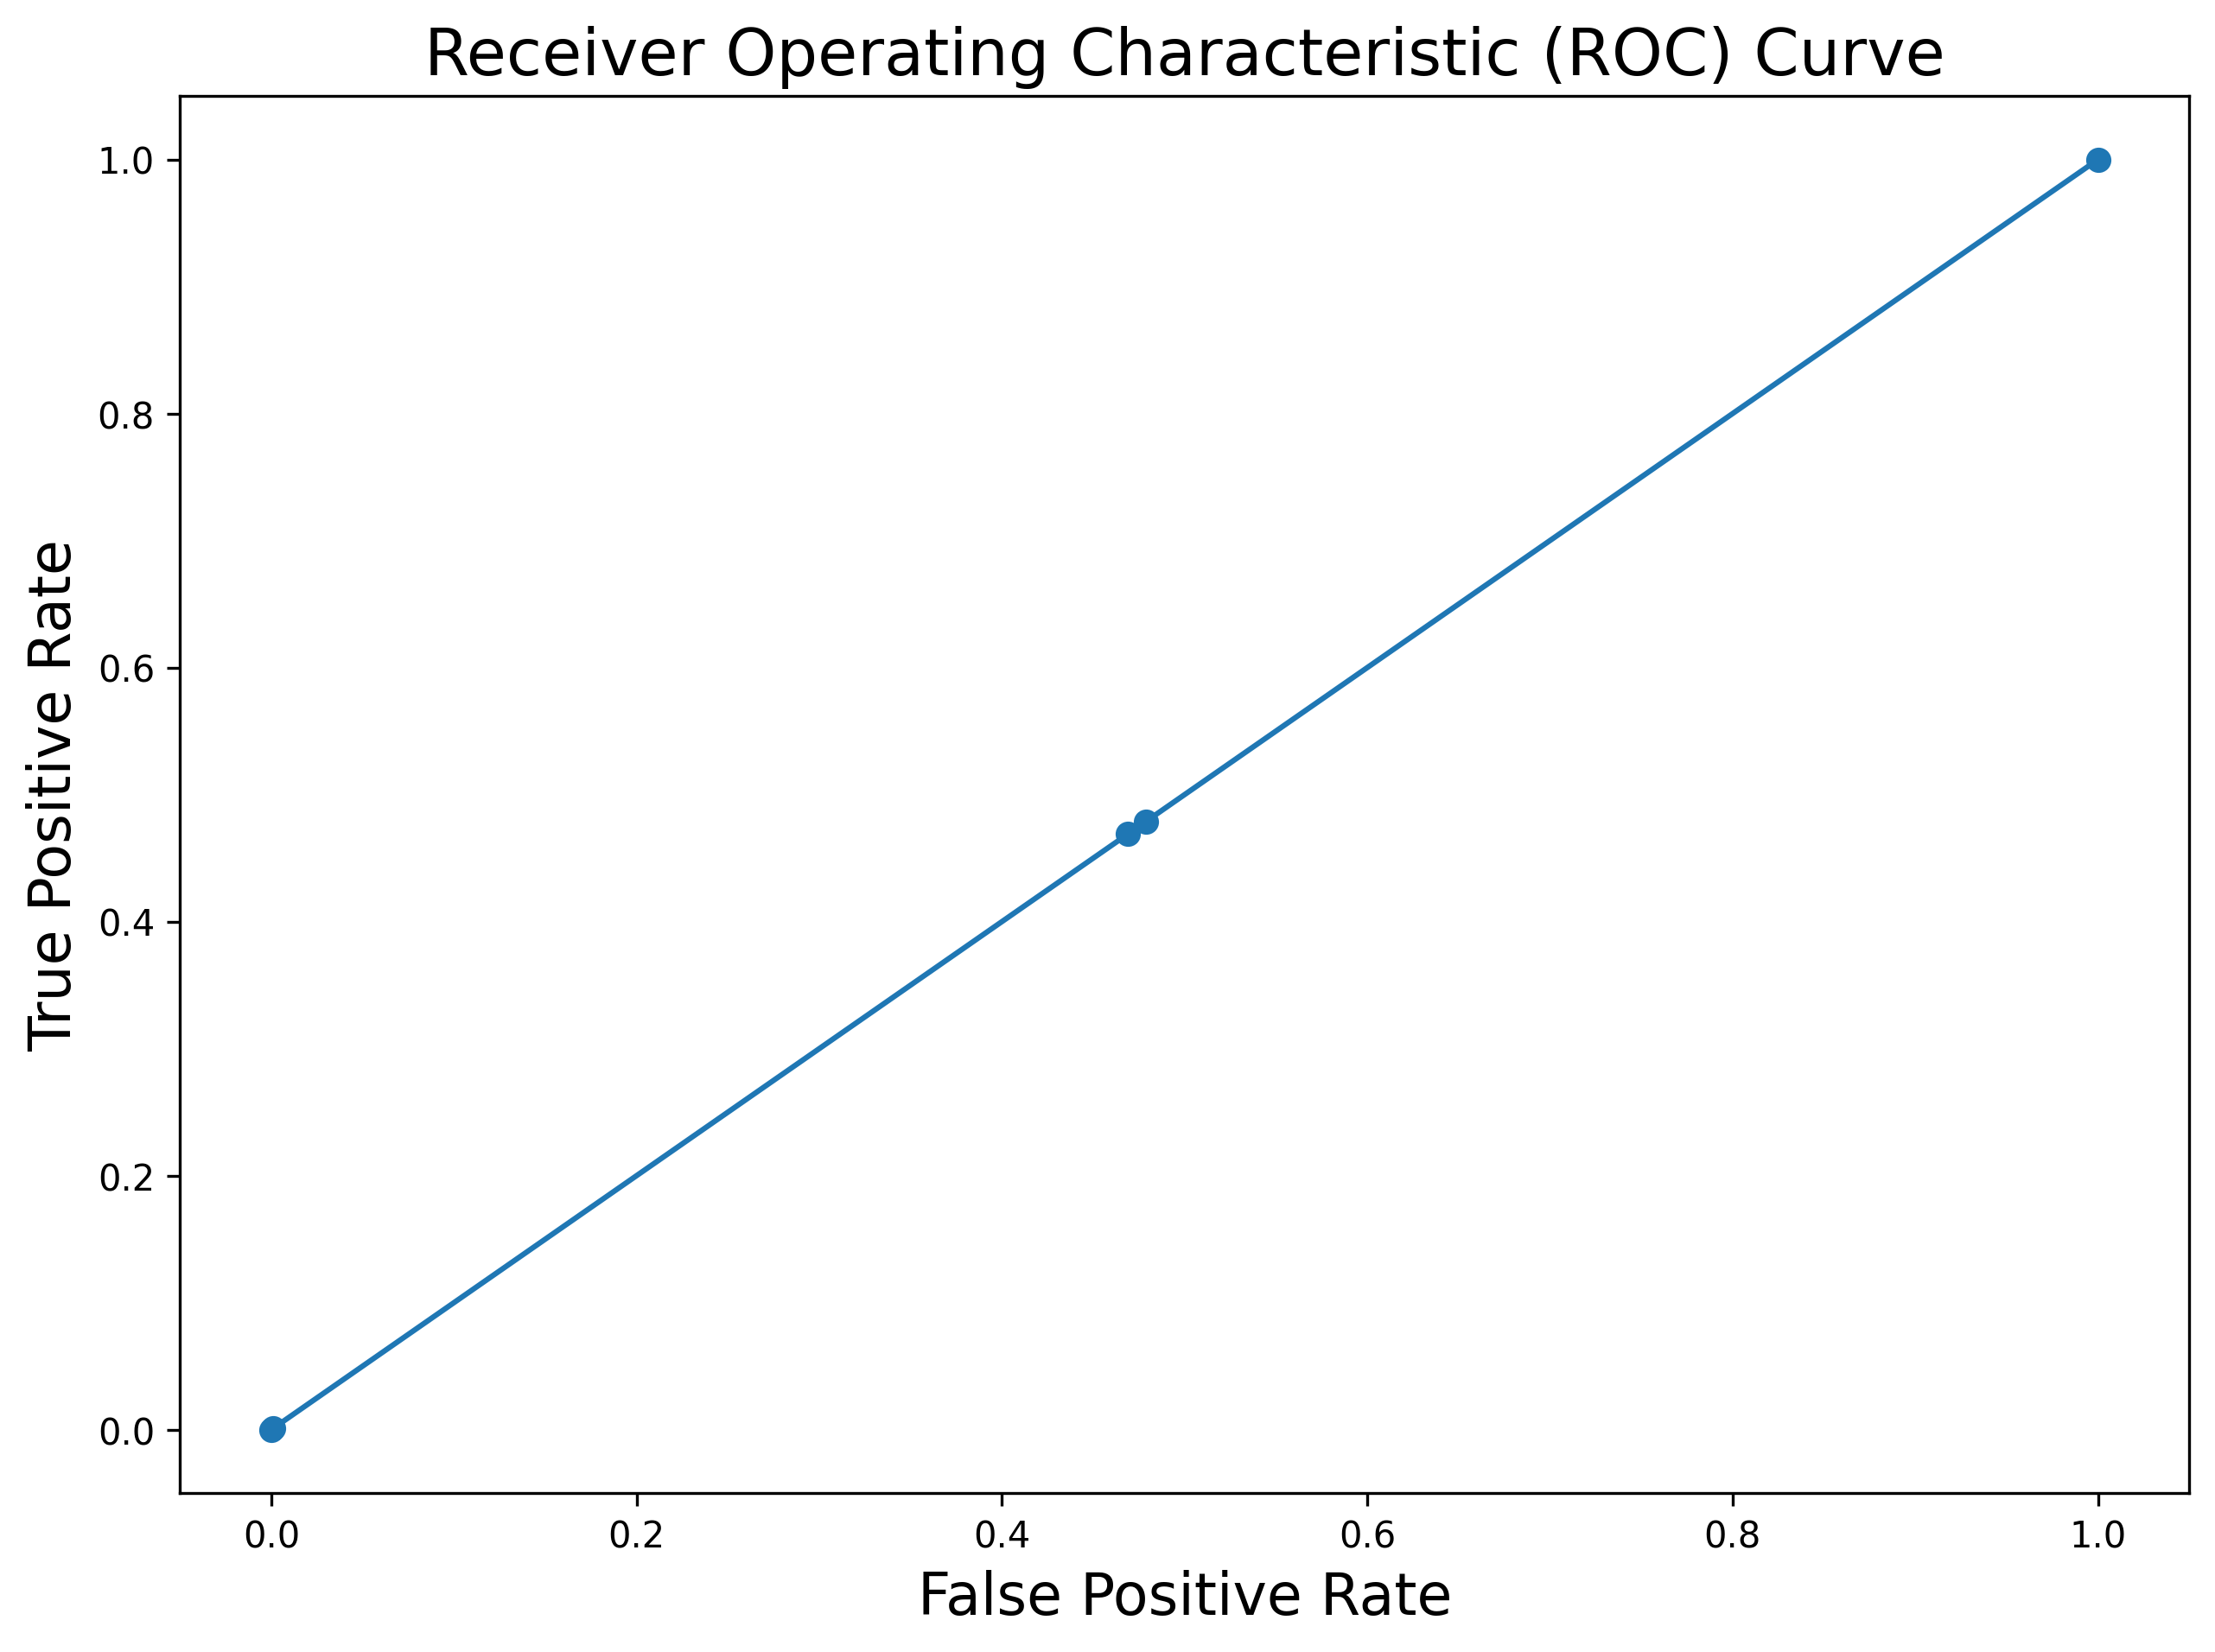 Receiver Operating Characteristic (ROC) Curve
True Positive Rate
1.0
0.8
0.6
0.4
0.2
0.0
0.0 0.2 0.4 0.6 0.8 1.0
False Positive Rate